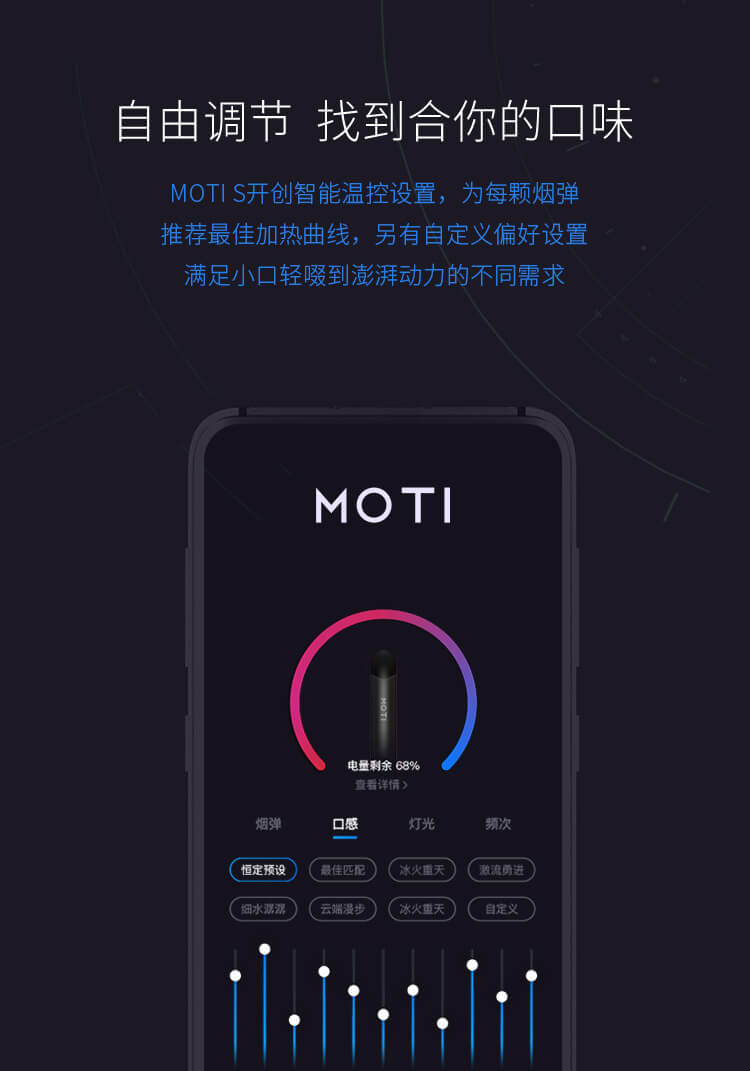 自由调节 找到合你的口味
MOTI S开创智能温控设置，为每颗烟弹
推荐最佳加热曲线，另有自定义偏好设置
满足小口轻啜到澎湃动力的不同需求
MOTI
MOTI
电量剩余 68%
查看详情 >
烟弹 口感 灯光 频次
恒定预设 最佳匹配 冰火重天 激流勇进
细水潺潺 云端漫步 冰火重天 自定义